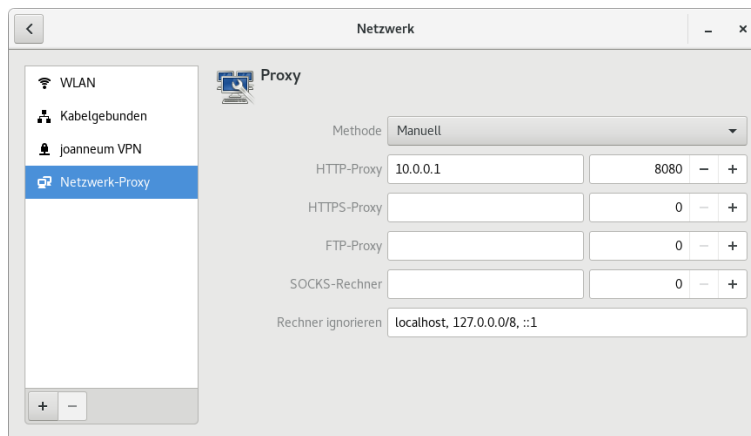 Netzwerk
WLAN
Kabelgebunden
joanneum VPN
Netzwerk-Proxy
Proxy
Methode Manuell
HTTP-Proxy 10.0.0.1 8080 − +
HTTPS-Proxy 0 − +
FTP-Proxy 0 − +
SOCKS-Rechner 0 − +
Rechner ignorieren localhost, 127.0.0.0/8, ::1
+ −